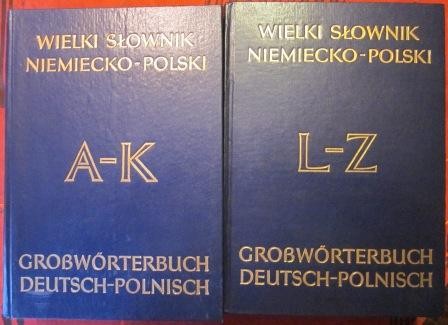 WIELKI SŁOWNIK
NIEMIECKO-POLSKI
A-K
GROßWÖRTERBUCH
DEUTSCH-POLNISCH
WIELKI SŁOWNIK
NIEMIECKO-POLSKI
L-Z
GROßWÖRTERBUCH
DEUTSCH-POLNISCH